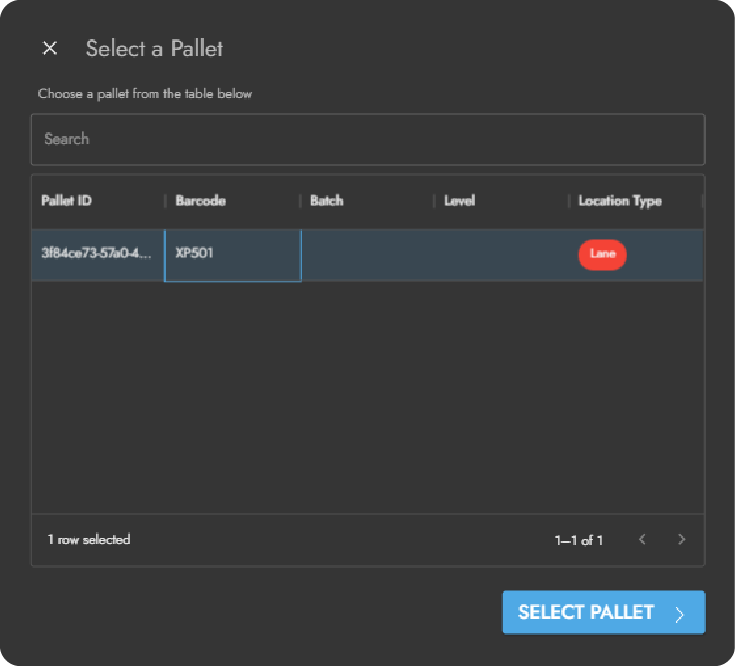 Select a Pallet
Choose a pallet from the table below
Search
Pallet ID Barcode Batch Level Location Type
3f84ce73-57a0-4... XP501 Lane
1 row selected 1–1 of 1
SELECT PALLET